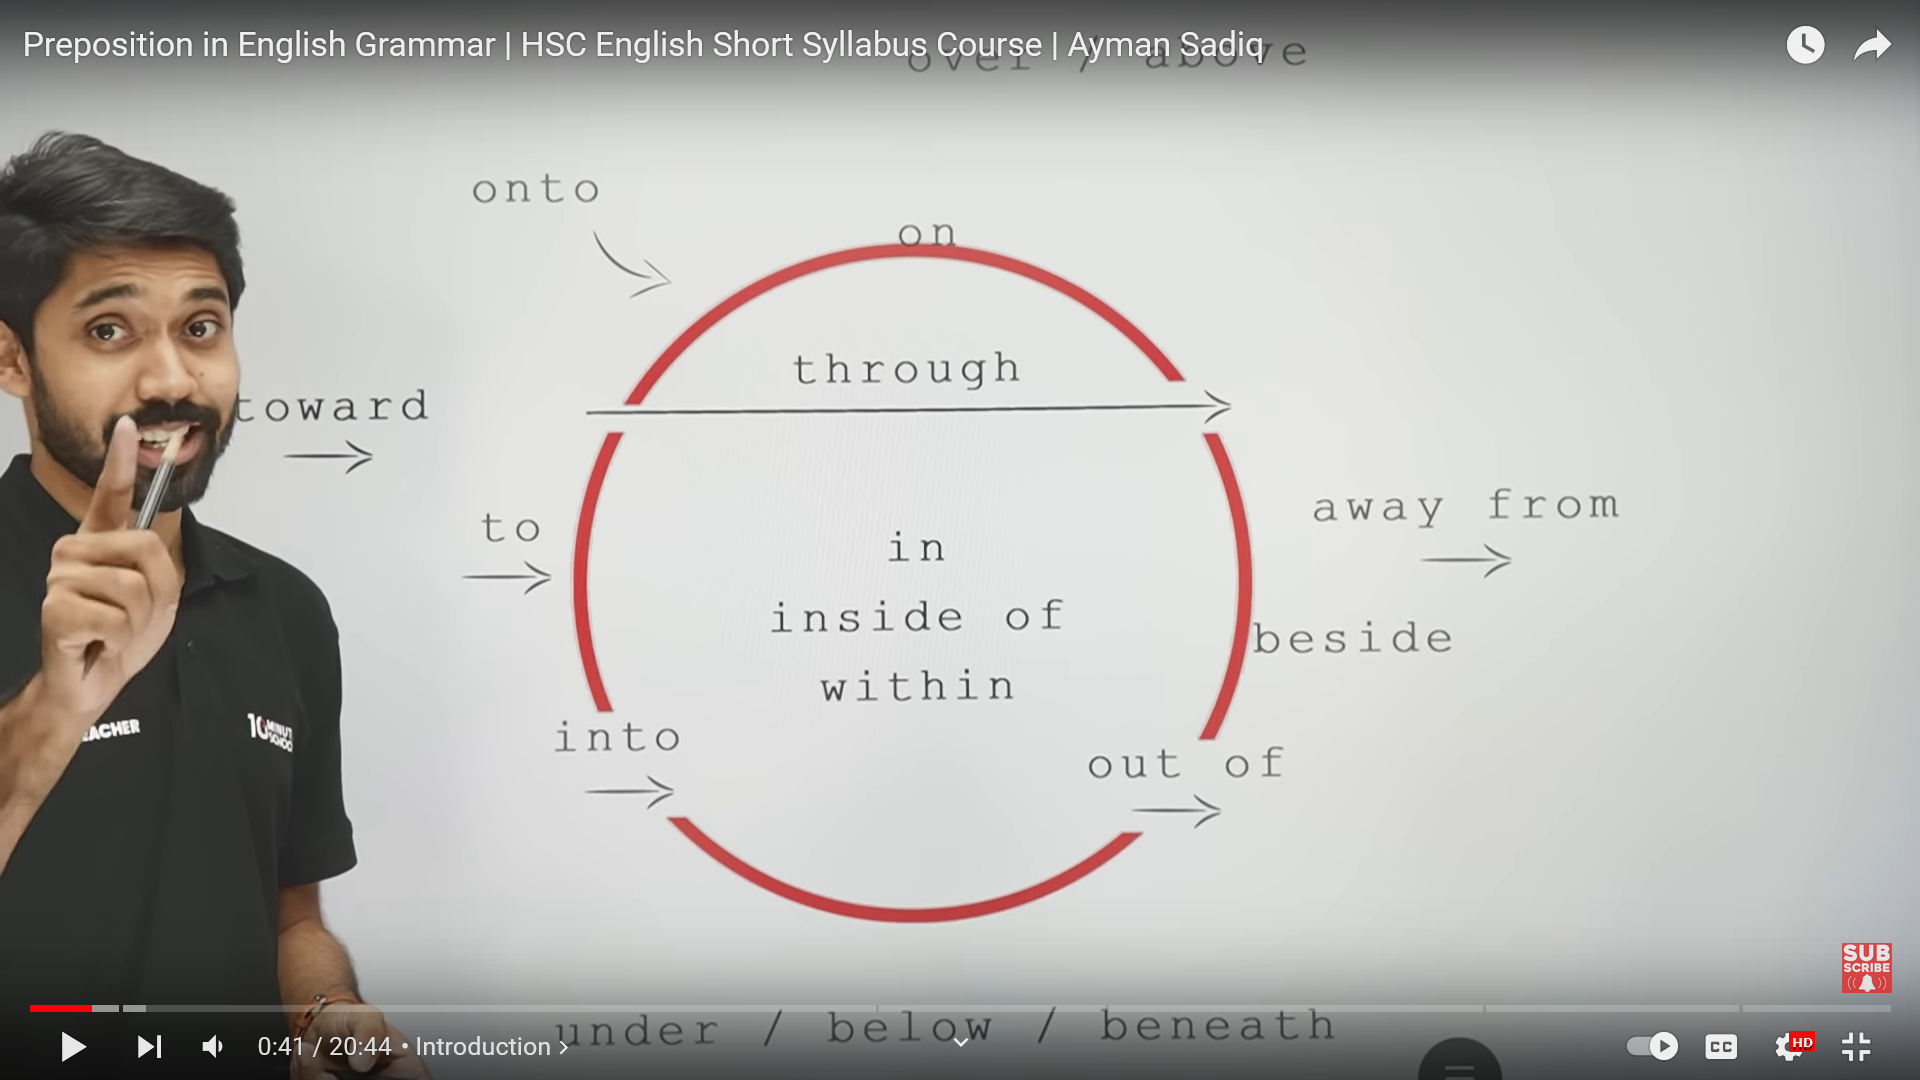 Preposition in English Grammar | HSC English Short Syllabus Course | Ayman Sadiq
over / above
onto
on
through
toward
to
away from
in
inside of
within
beside
into
out of
10 MINUTE SCHOOL
SUB
SCRIBE
under / below / beneath
0:41 / 20:44 • Introduction
CC
HD